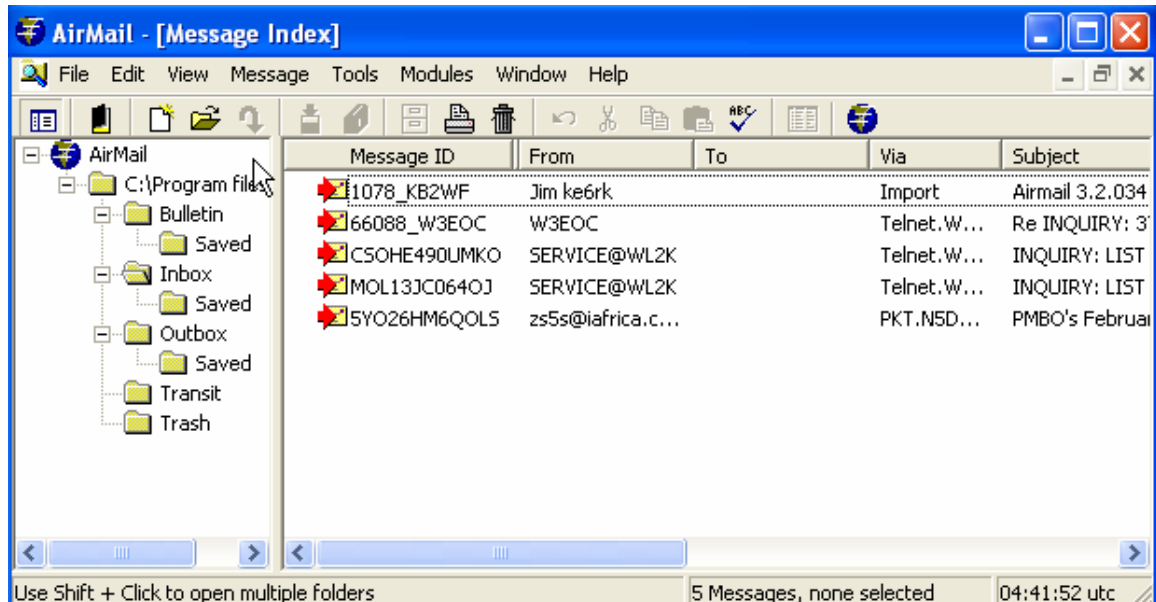 AirMail - [Message Index]
File Edit View Message Tools Modules Window Help
ABC
AirMail
C:\Program files
Bulletin
Saved
Inbox
Saved
Outbox
Saved
Transit
Trash
Message ID From To Via Subject
1078_KB2WF Jim ke6rk Import Airmail 3.2.034
66088_W3EOC W3EOC Telnet.W... Re INQUIRY: 3
CSOHE490UMKO SERVICE@WL2K Telnet.W... INQUIRY: LIST
MOL13JC064OJ SERVICE@WL2K Telnet.W... INQUIRY: LIST
5YO26HM6QOLS zs5s@iafrica.c... PKT.N5D... PMBO's Februar
Use Shift + Click to open multiple folders 5 Messages, none selected 04:41:52 utc